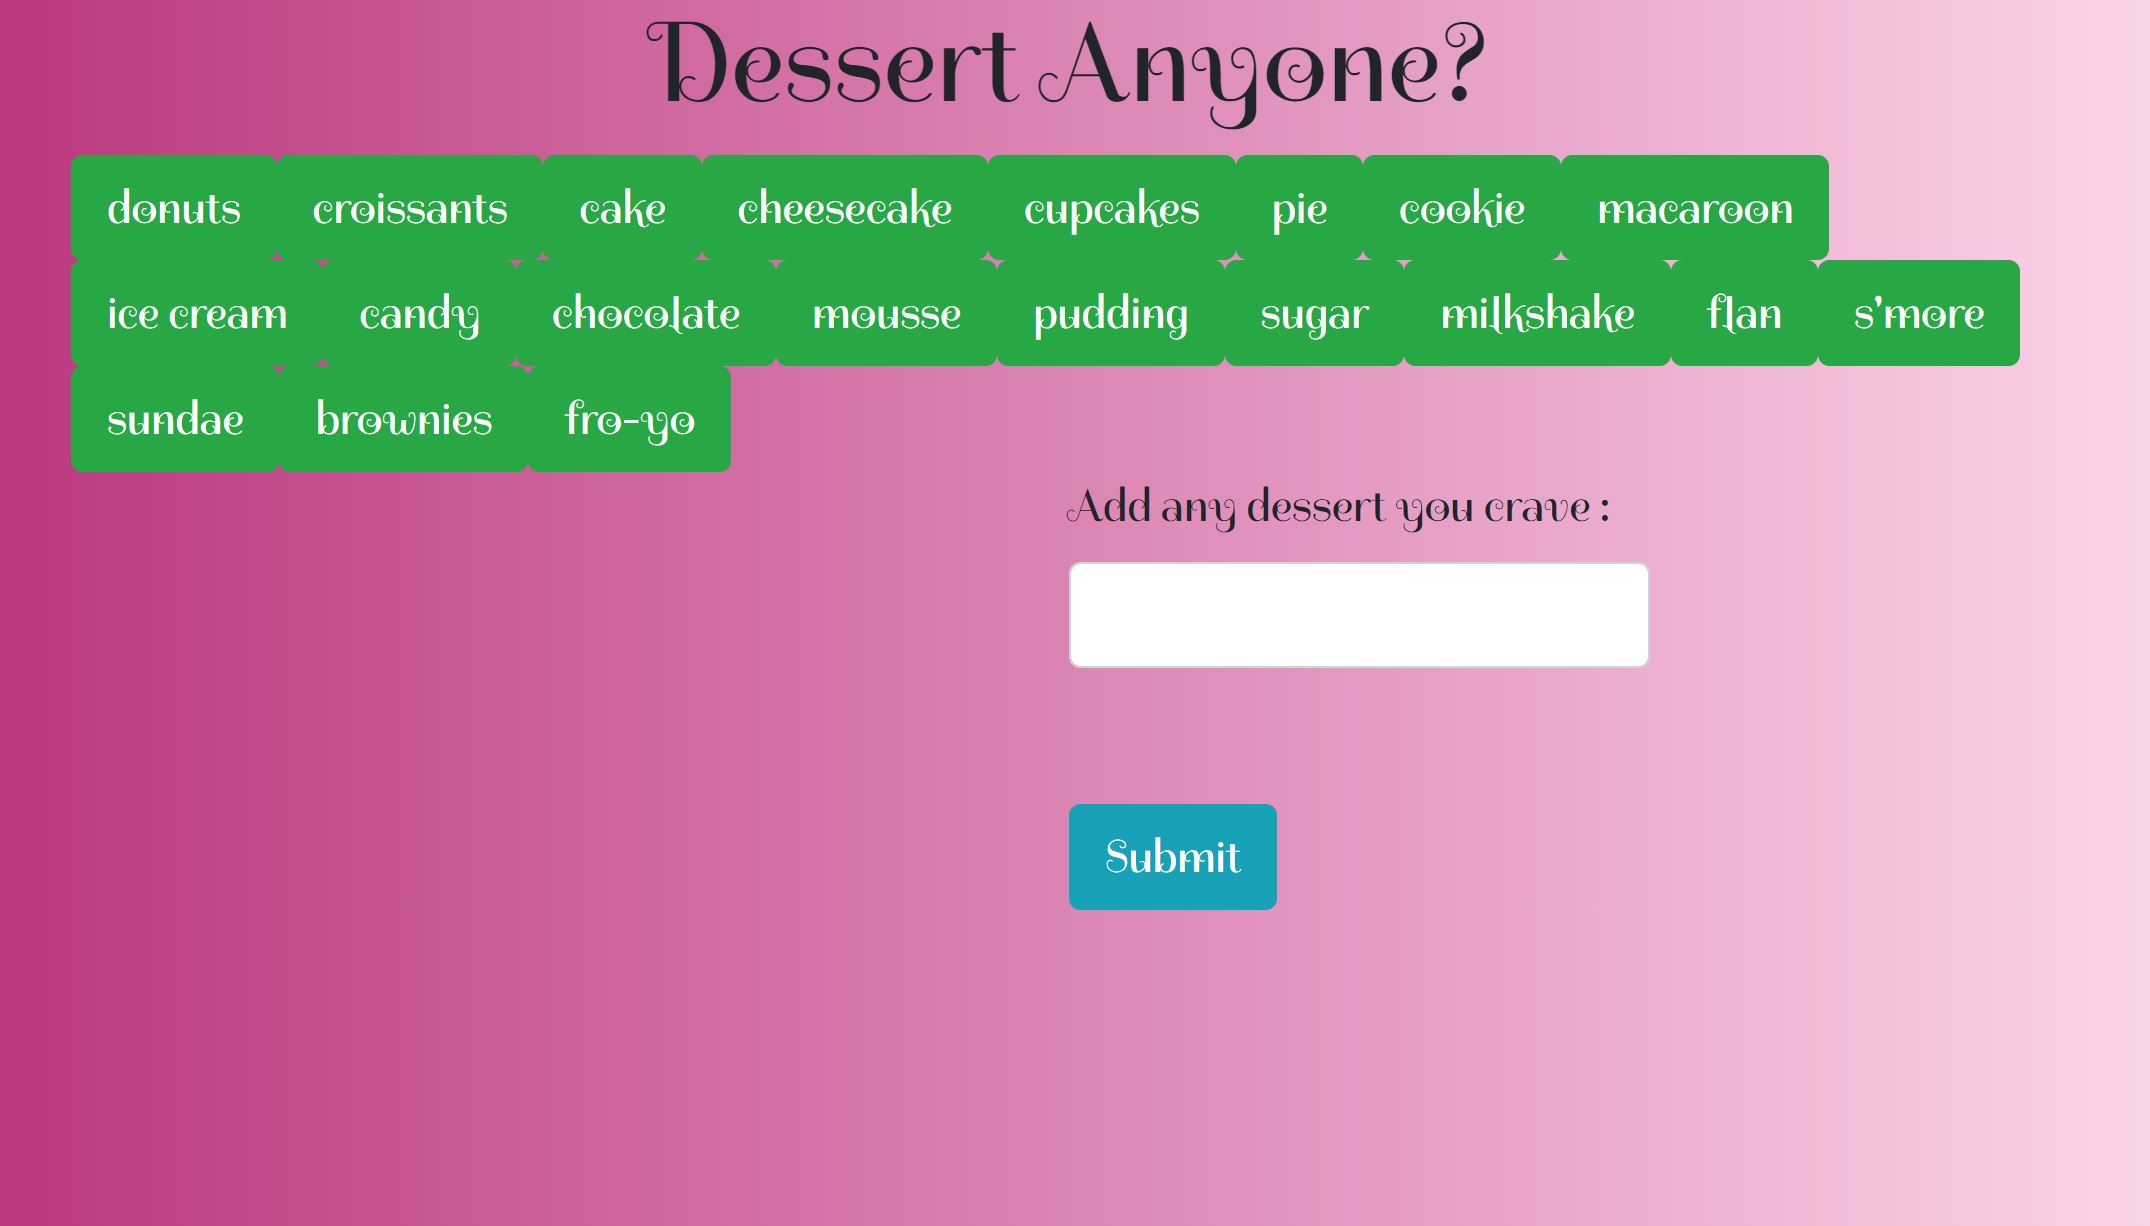 Dessert Anyone?
donuts croissants cake cheesecake cupcakes pie cookie macaroon
ice cream candy chocolate mousse pudding sugar milkshake flan s'more
sundae brownies fro-yo
Add any dessert you crave :
Submit